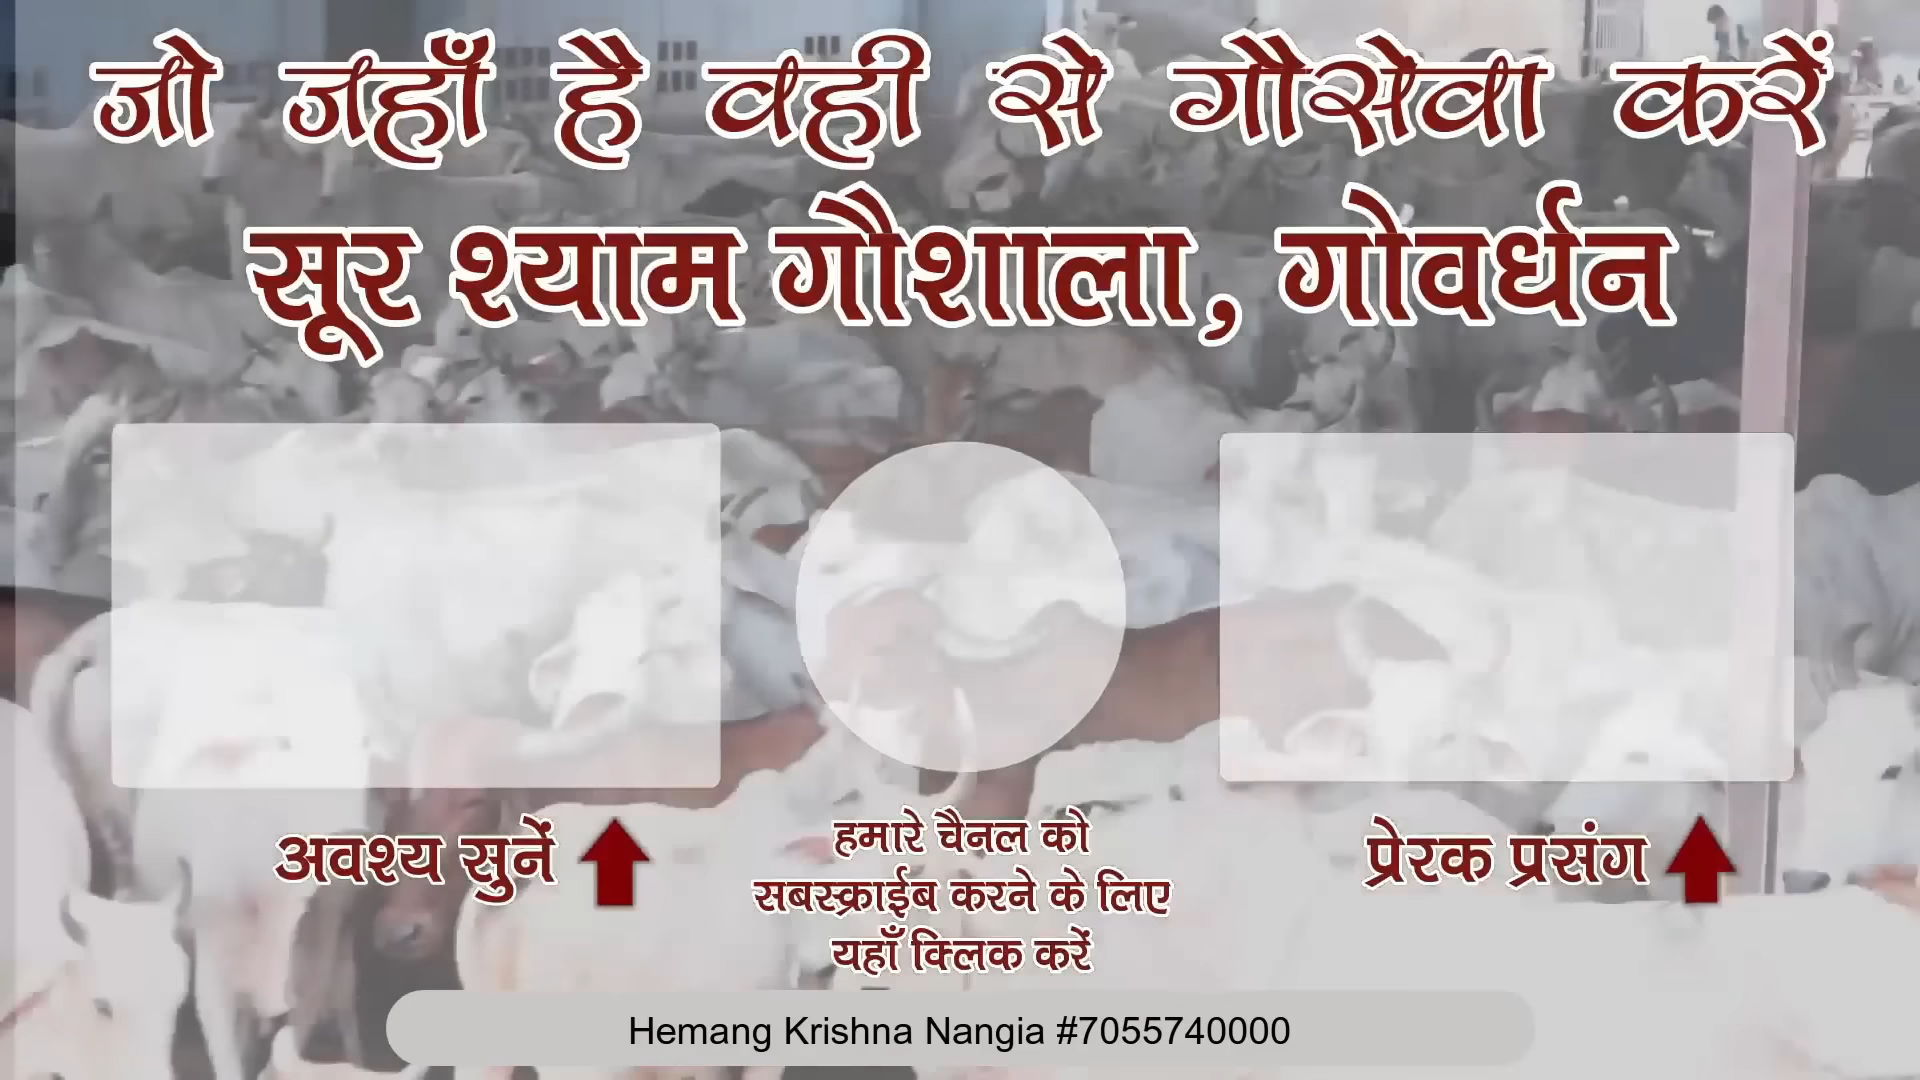 जो जहाँ है वही से गौसेवा करें
सूर श्याम गौशाला, गोवर्धन
अवश्य सुनें
हमारे चैनल को
सबस्क्राईब करने के लिए
यहाँ क्लिक करें
प्रेरक प्रसंग
Hemang Krishna Nangia #7055740000